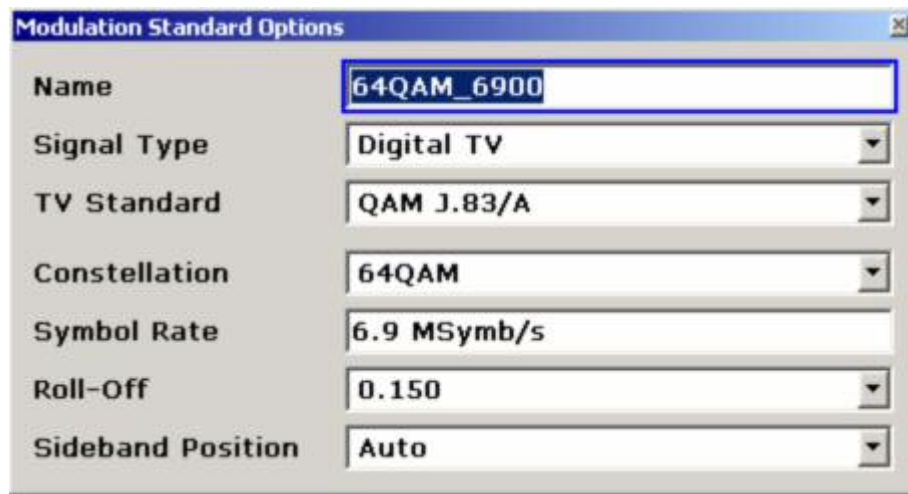 Modulation Standard Options
Name 64QAM_6900
Signal Type Digital TV
TV Standard QAM J.83/A
Constellation 64QAM
Symbol Rate 6.9 MSymb/s
Roll-Off 0.150
Sideband Position Auto